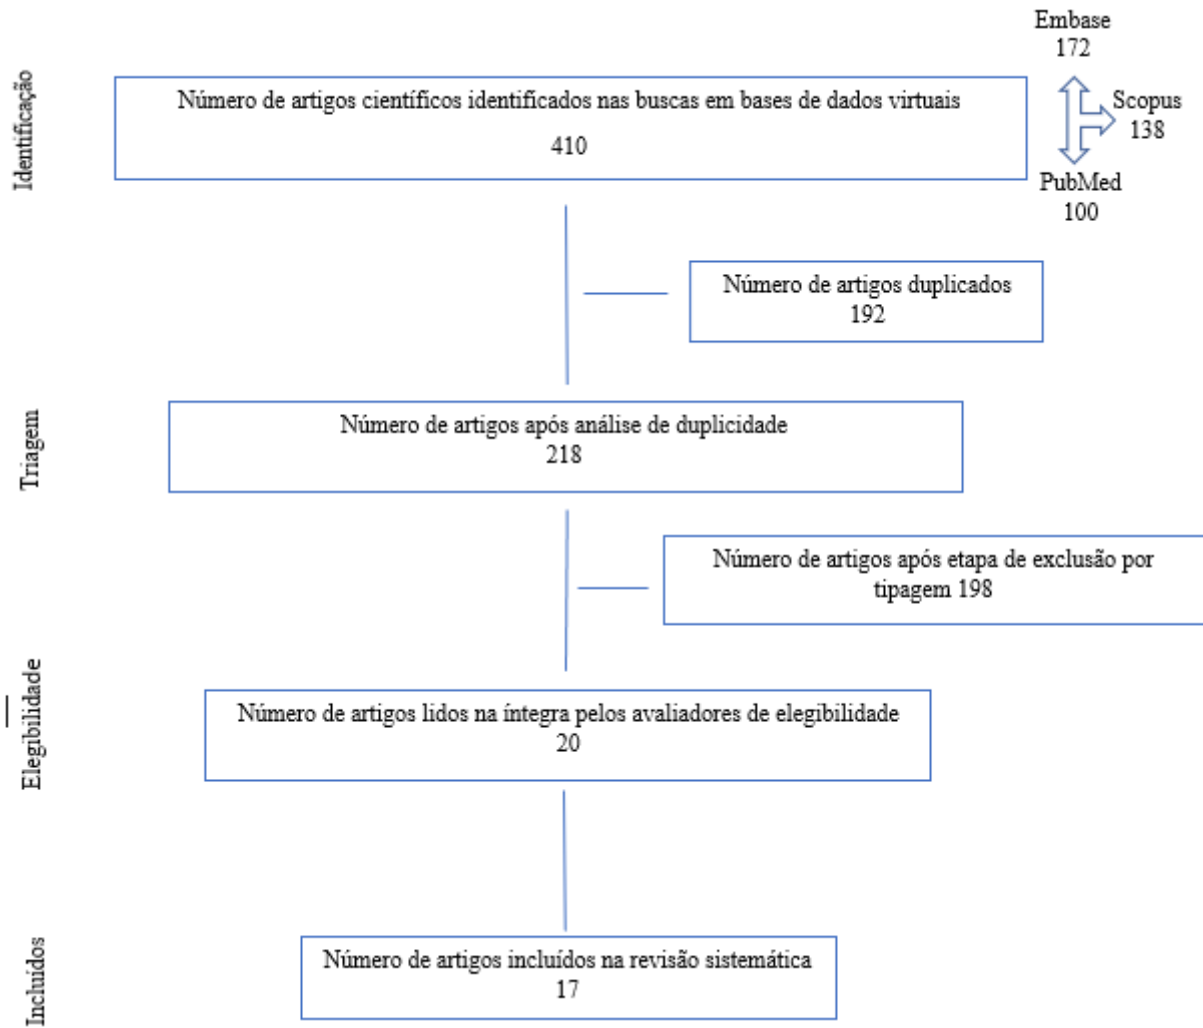 Embase
172
Identificação
Número de artigos científicos identificados nas buscas em bases de dados virtuais
410
Scopus
138
PubMed
100
Número de artigos duplicados
192
Triagem
Número de artigos após análise de duplicidade
218
Número de artigos após etapa de exclusão por
tipagem 198
Elegibilidade
Número de artigos lidos na íntegra pelos avaliadores de elegibilidade
20
Incluídos
Número de artigos incluídos na revisão sistemática
17